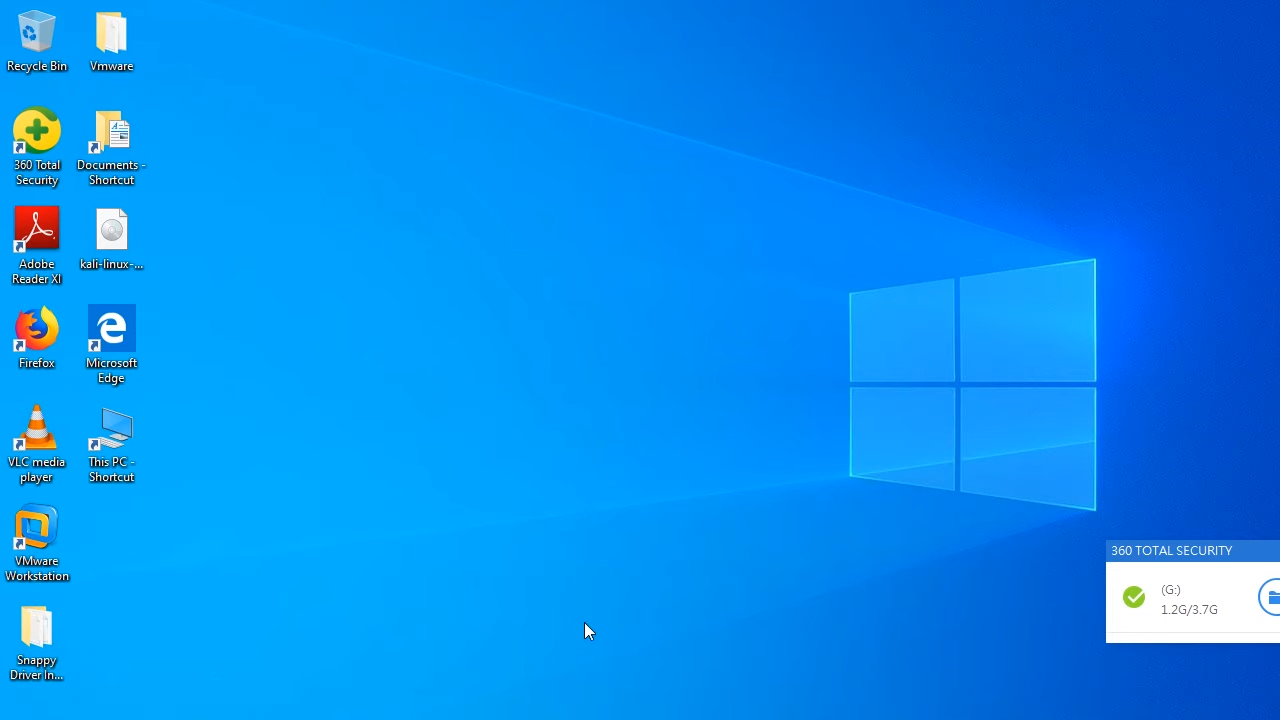 Recycle Bin
Vmware
360 Total
Security
Documents -
Shortcut
Adobe
Reader XI
kali-linux-...
Firefox
Microsoft
Edge
VLC media
player
This PC -
Shortcut
VMware
Workstation
Snappy
Driver In...
360 TOTAL SECURITY
(G:)
1.2G/3.7G